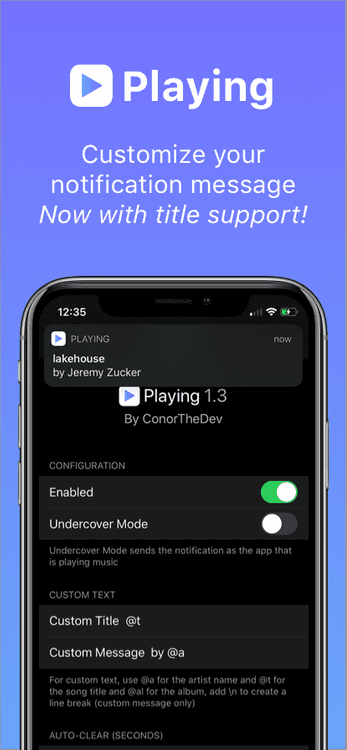 Playing
Customize your
notification message
Now with title support!
12:35
PLAYING
now
lakehouse
by Jeremy Zucker
Playing 1.3
By ConorTheDev
CONFIGURATION
Enabled
Undercover Mode
Undercover Mode sends the notification as the app that
is playing music
CUSTOM TEXT
Custom Title @t
Custom Message by @a
For custom text, use @a for the artist name and @t for
the song title and @al for the album, add \n to create a
line break (custom message only)
AUTO-CLEAR (SECONDS)